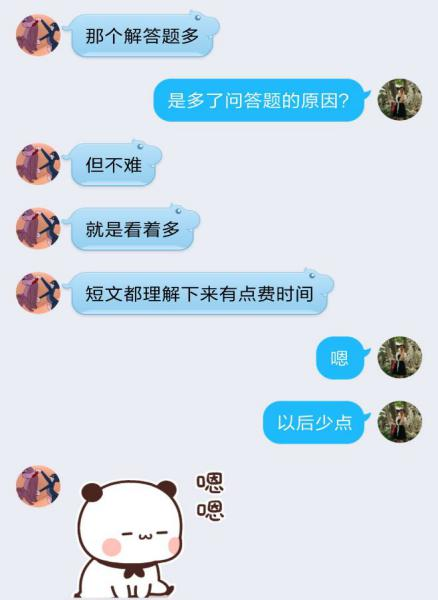 那个解答题多
是多了问答题的原因?
但不难
就是看着多
短文都理解下来有点费时间
嗯
以后少点
嗯
嗯